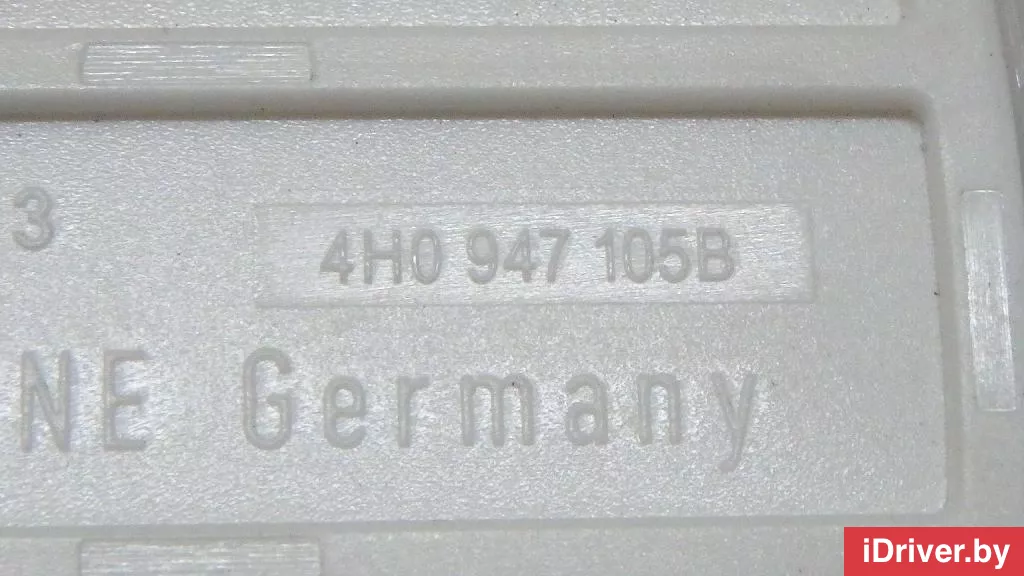 3
4H0 947 105B
NE Germany
iDriver.by